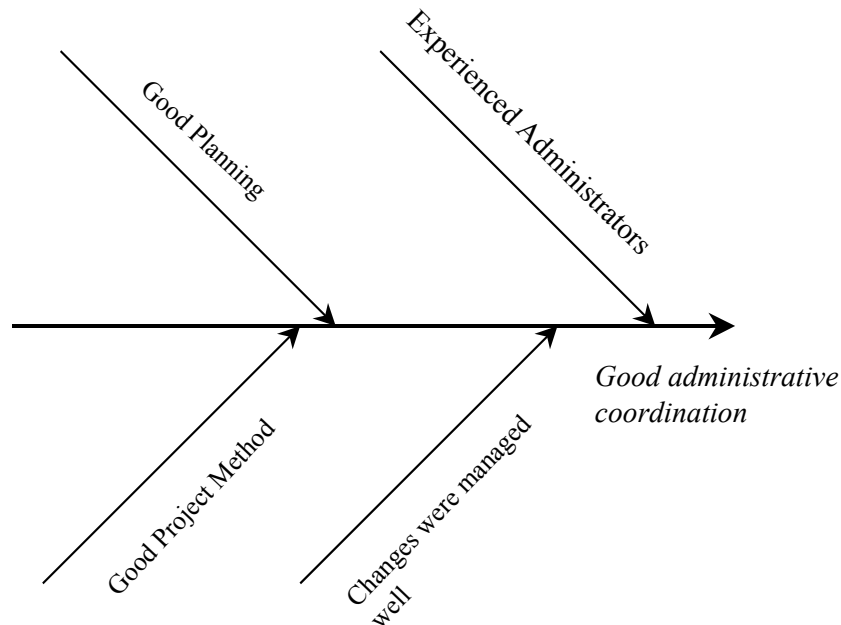 Good Planning
Experienced Administrators
Good administrative
coordination
Good Project Method
Changes were managed
well